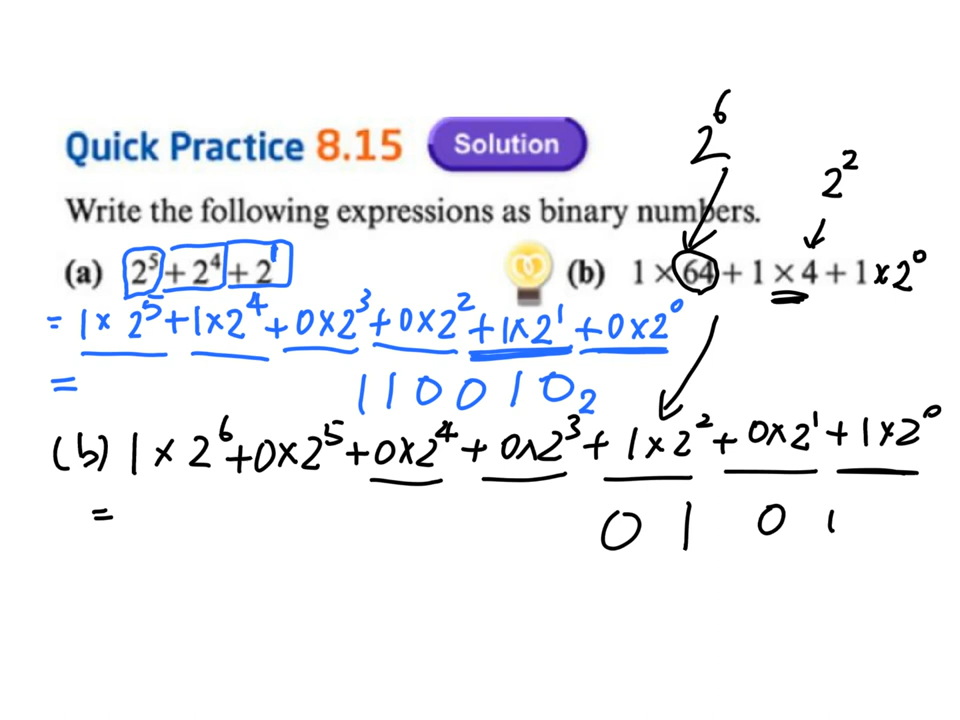 2⁶
Quick Practice 8.15 Solution
2²
Write the following expressions as binary numbers.
(a) 2⁵ + 2⁴ + 2¹ (b) 1 × 64 + 1 × 4 + 1 × 2⁰
= 1 × 2⁵ + 1 × 2⁴ + 0 × 2³ + 0 × 2² + 1 × 2¹ + 0 × 2⁰
= 110010₂
(b) 1 × 2⁶ + 0 × 2⁵ + 0 × 2⁴ + 0 × 2³ + 1 × 2² + 0 × 2¹ + 1 × 2⁰
= 0 1 0 1